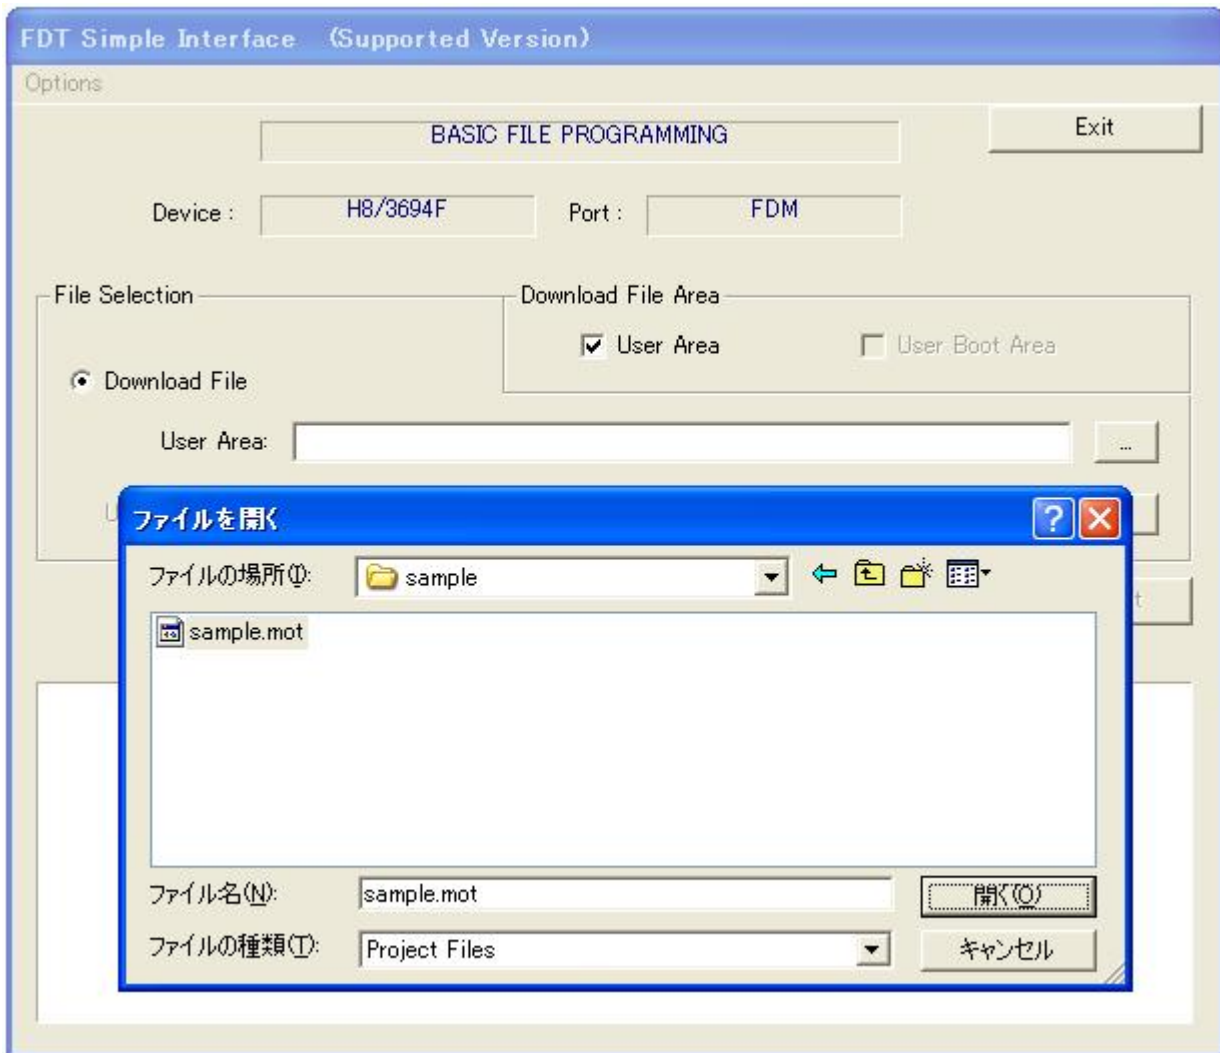 FDT Simple Interface (Supported Version)
Options
BASIC FILE PROGRAMMING
Exit
Device :
H8/3694F
Port :
FDM
File Selection
Download File Area
User Area
User Boot Area
Download File
User Area:
...
U
ファイルを開く
ファイルの場所(I):
sample
sample.mot
t
ファイル名(N):
sample.mot
開く(O)
ファイルの種類(T):
Project Files
キャンセル